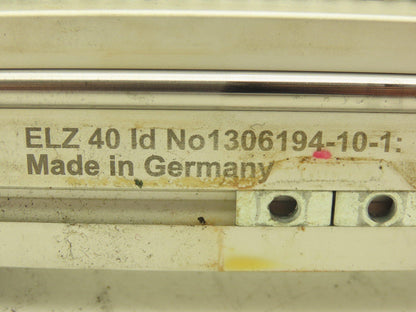 ELZ 40 Id No1306194-10-1:
Made in Germany